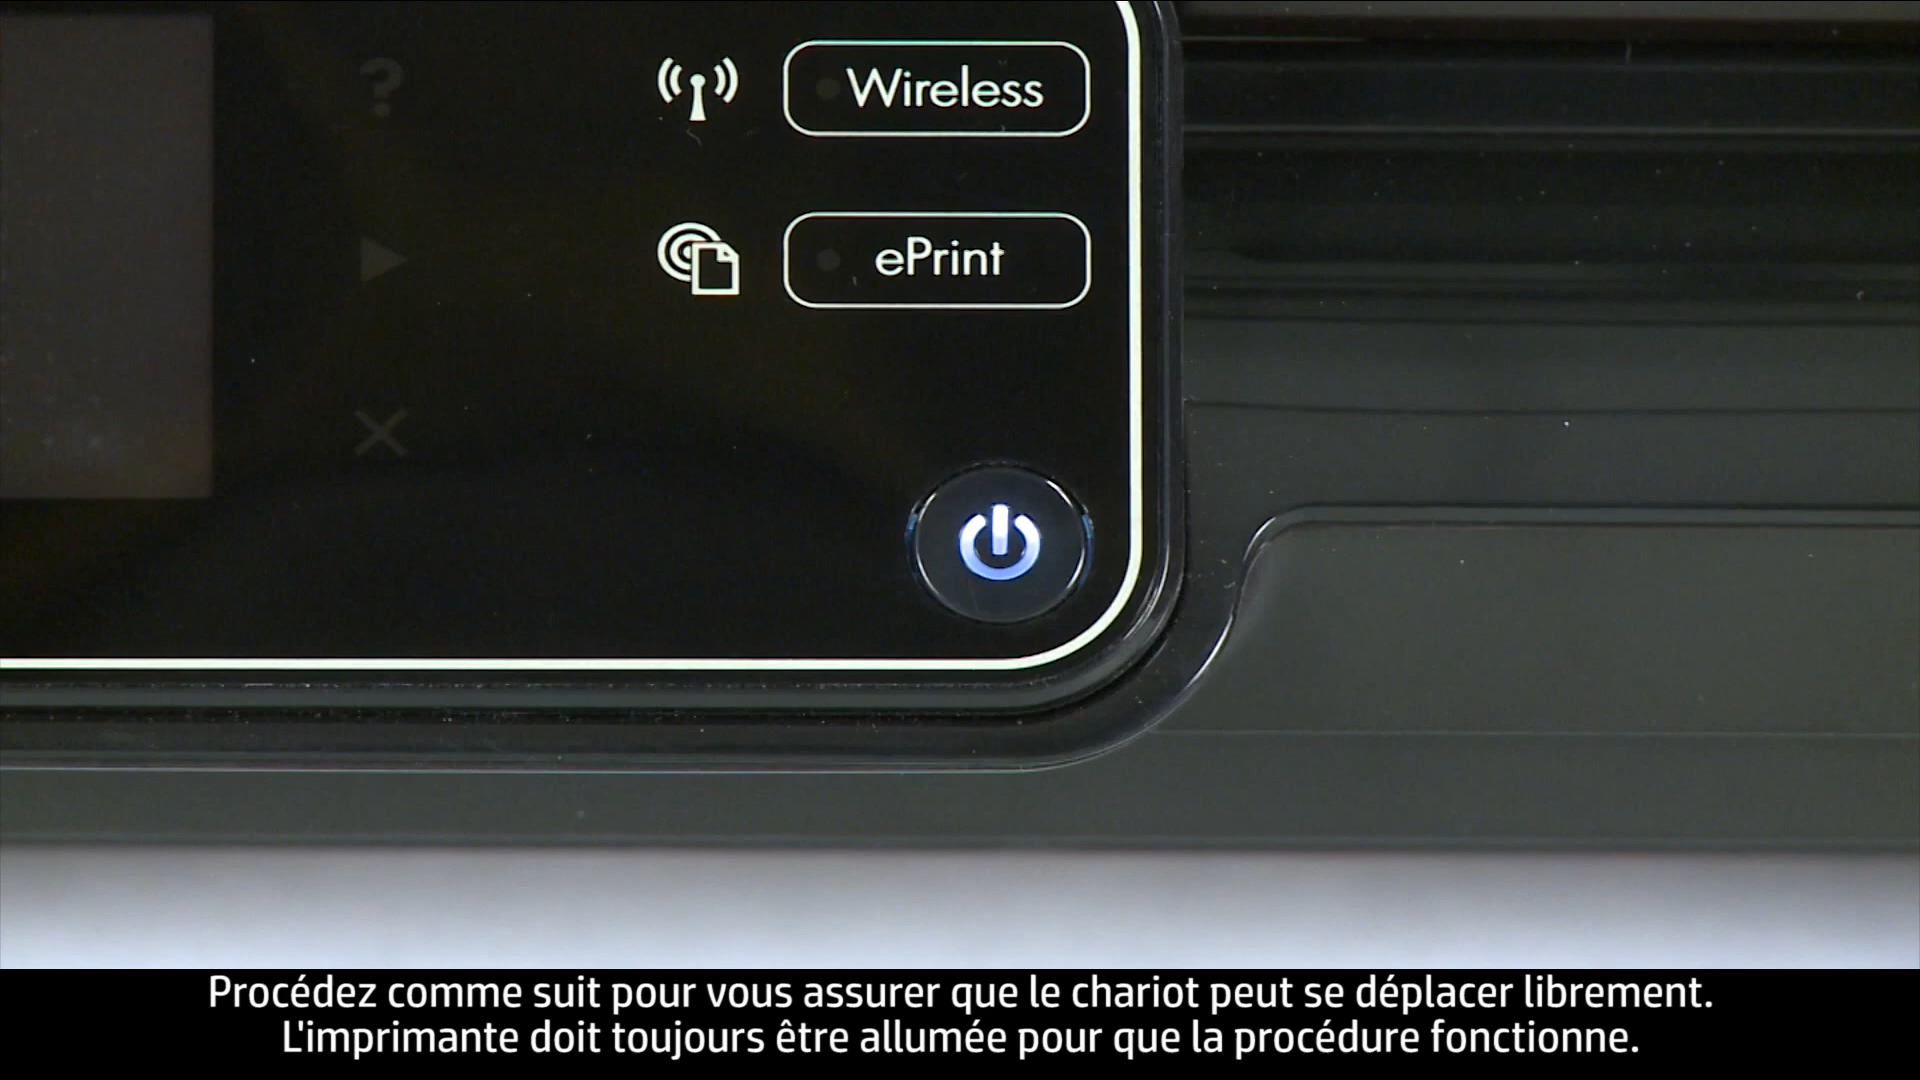 Wireless
ePrint
Procédez comme suit pour vous assurer que le chariot peut se déplacer librement.
L'imprimante doit toujours être allumée pour que la procédure fonctionne.